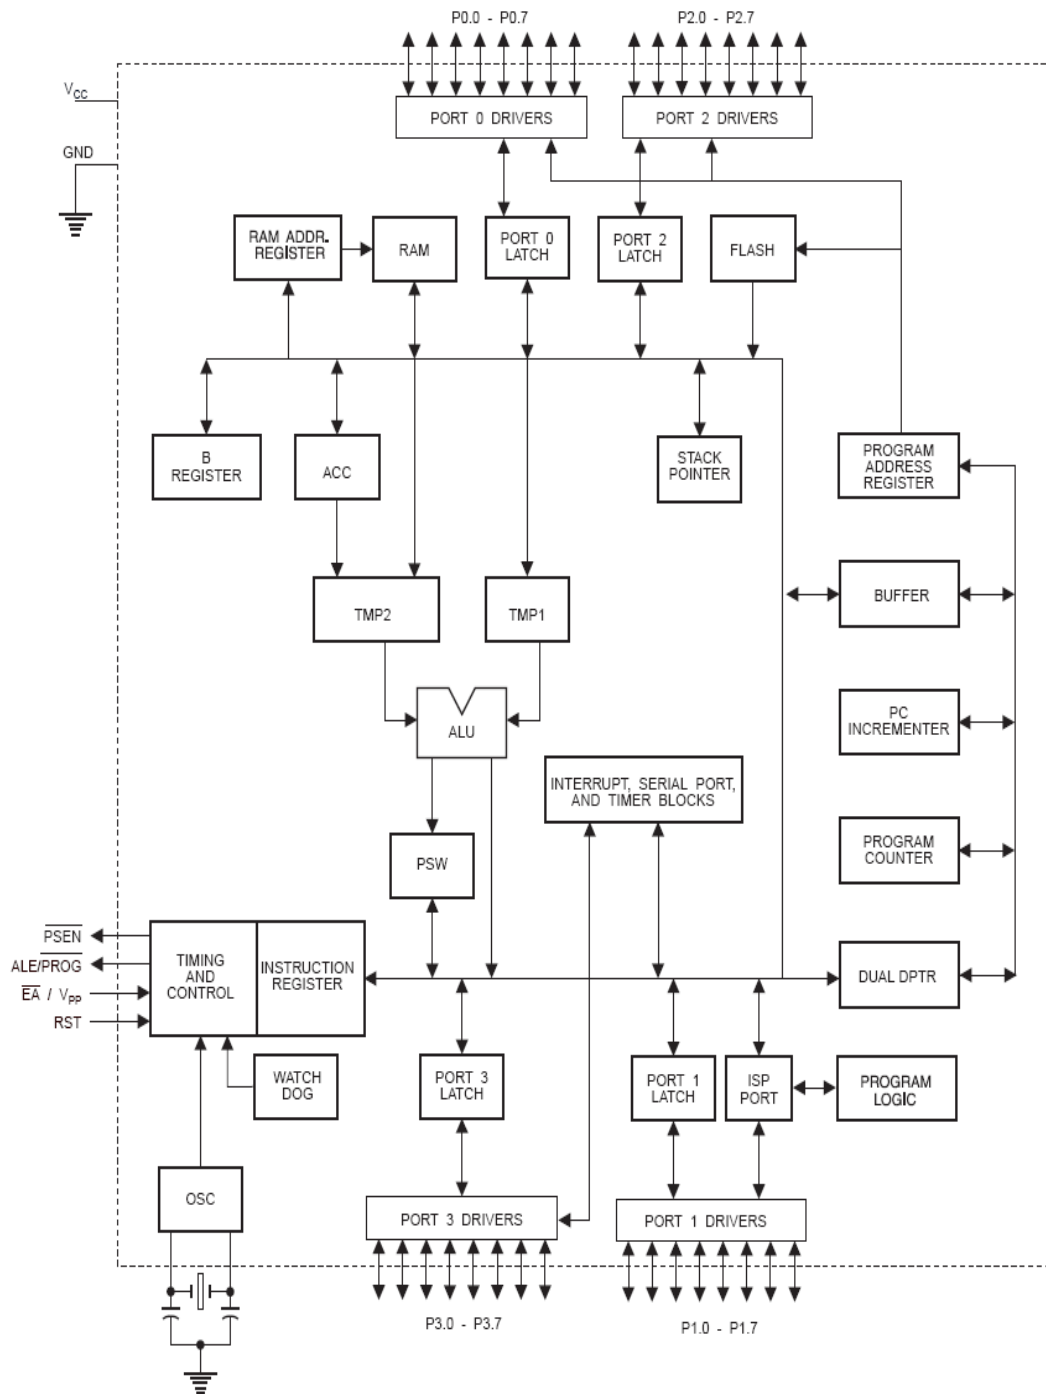 P0.0 - P0.7
P2.0 - P2.7
VCC
PORT 0 DRIVERS
PORT 2 DRIVERS
GND
RAM ADDR.
REGISTER
RAM
PORT 0
LATCH
PORT 2
LATCH
FLASH
B
REGISTER
ACC
STACK
POINTER
PROGRAM
ADDRESS
REGISTER
BUFFER
TMP2
TMP1
ALU
PC
INCREMENTER
INTERRUPT, SERIAL PORT,
AND TIMER BLOCKS
PSW
PROGRAM
COUNTER
PSEN
ALE/PROG
EA / VPP
RST
TIMING
AND
CONTROL
INSTRUCTION
REGISTER
DUAL DPTR
WATCH
DOG
PORT 3
LATCH
PORT 1
LATCH
ISP
PORT
PROGRAM
LOGIC
OSC
PORT 3 DRIVERS
PORT 1 DRIVERS
P3.0 - P3.7
P1.0 - P1.7